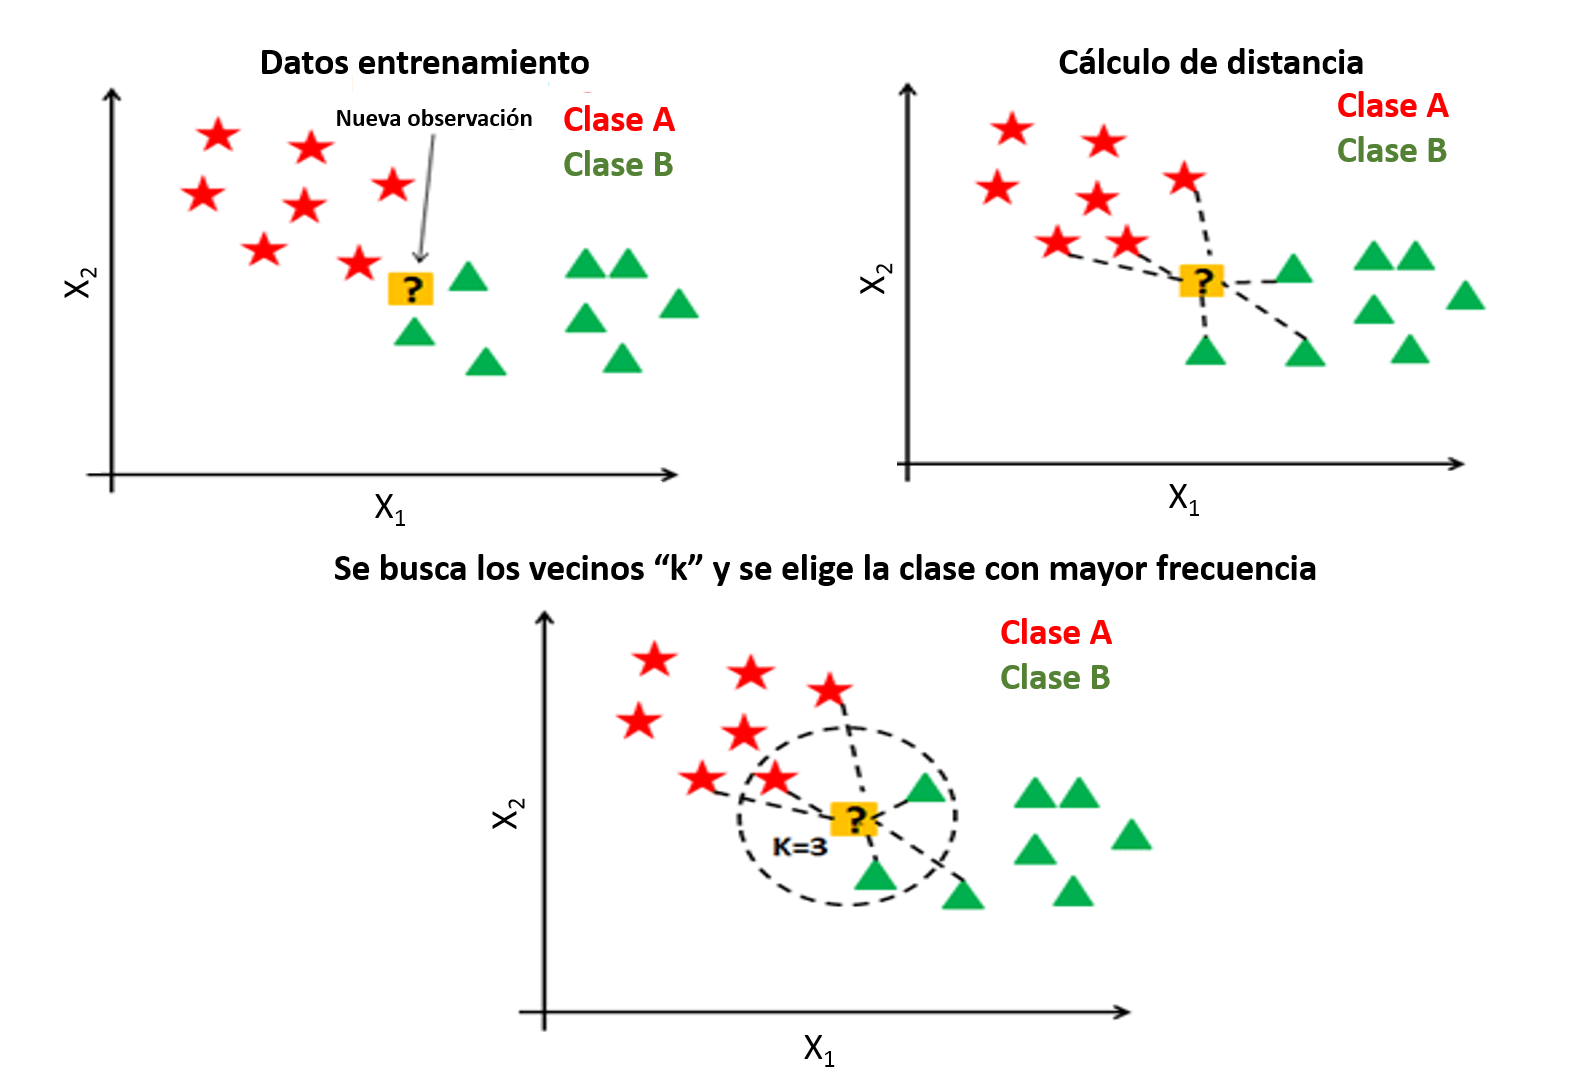 Datos entrenamiento
Nueva observación
Clase A
Clase B
?
X2
X1
Cálculo de distancia
Clase A
Clase B
?
X2
X1
Se busca los vecinos “k” y se elige la clase con mayor frecuencia
Clase A
Clase B
?
K=3
X2
X1